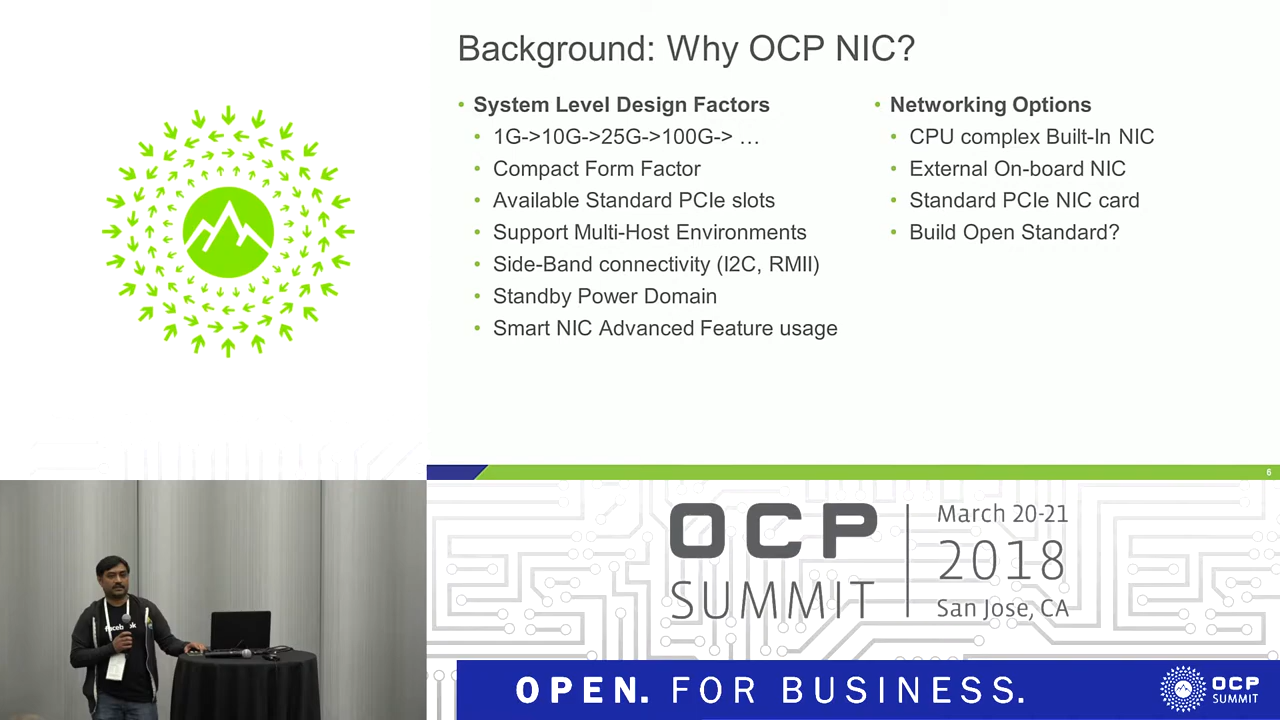 Background: Why OCP NIC?
• System Level Design Factors
• 1G->10G->25G->100G-> …
• Compact Form Factor
• Available Standard PCIe slots
• Support Multi-Host Environments
• Side-Band connectivity (I2C, RMII)
• Standby Power Domain
• Smart NIC Advanced Feature usage
• Networking Options
• CPU complex Built-In NIC
• External On-board NIC
• Standard PCIe NIC card
• Build Open Standard?
6
facebook
OCP
SUMMIT
March 20-21
2018
San Jose, CA
OPEN. FOR BUSINESS.
OCP
SUMMIT